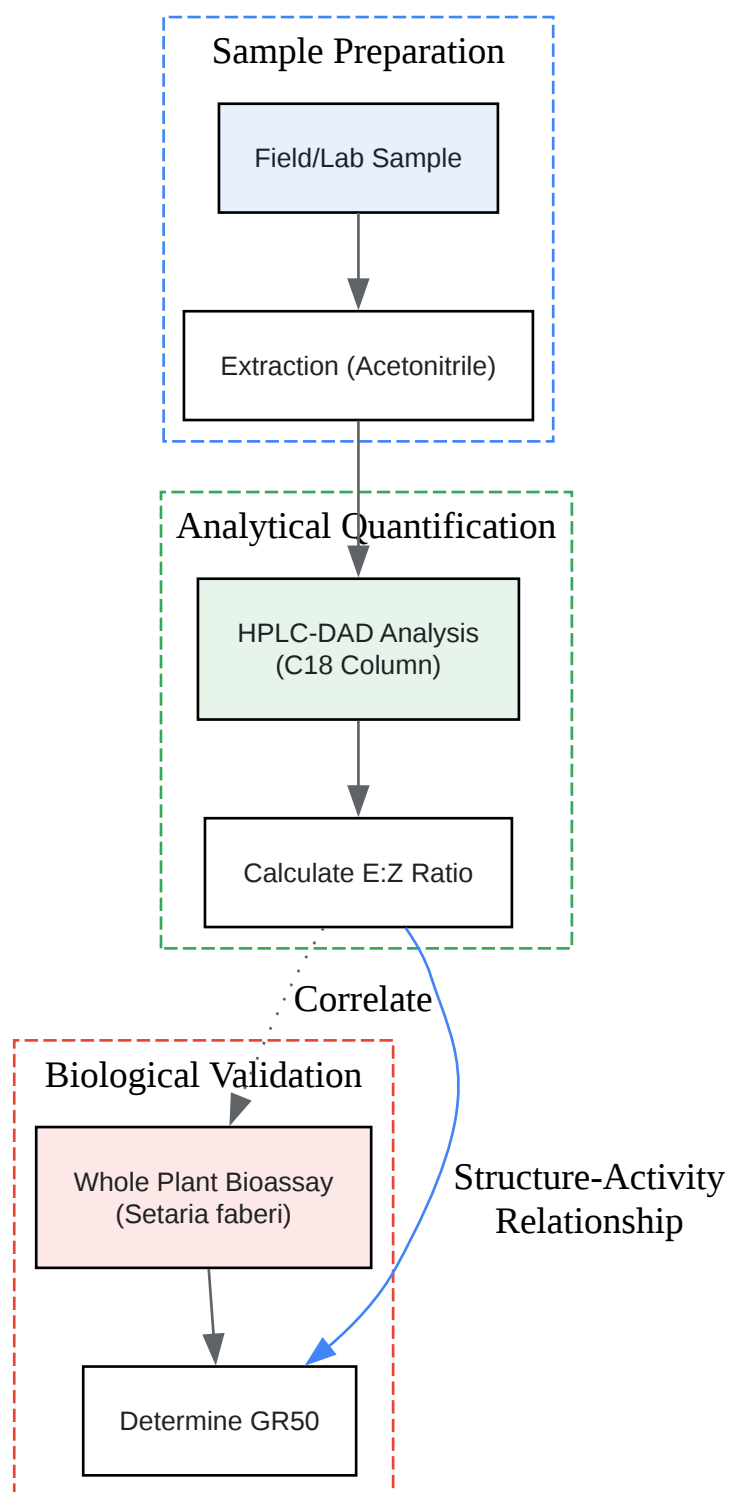 Sample Preparation
Field/Lab Sample
Extraction (Acetonitrile)
Analytical Quantification
HPLC-DAD Analysis
(C18 Column)
Calculate E:Z Ratio
Correlate
Biological Validation
Whole Plant Bioassay
(Setaria faberi)
Structure-Activity
Relationship
Determine GR50